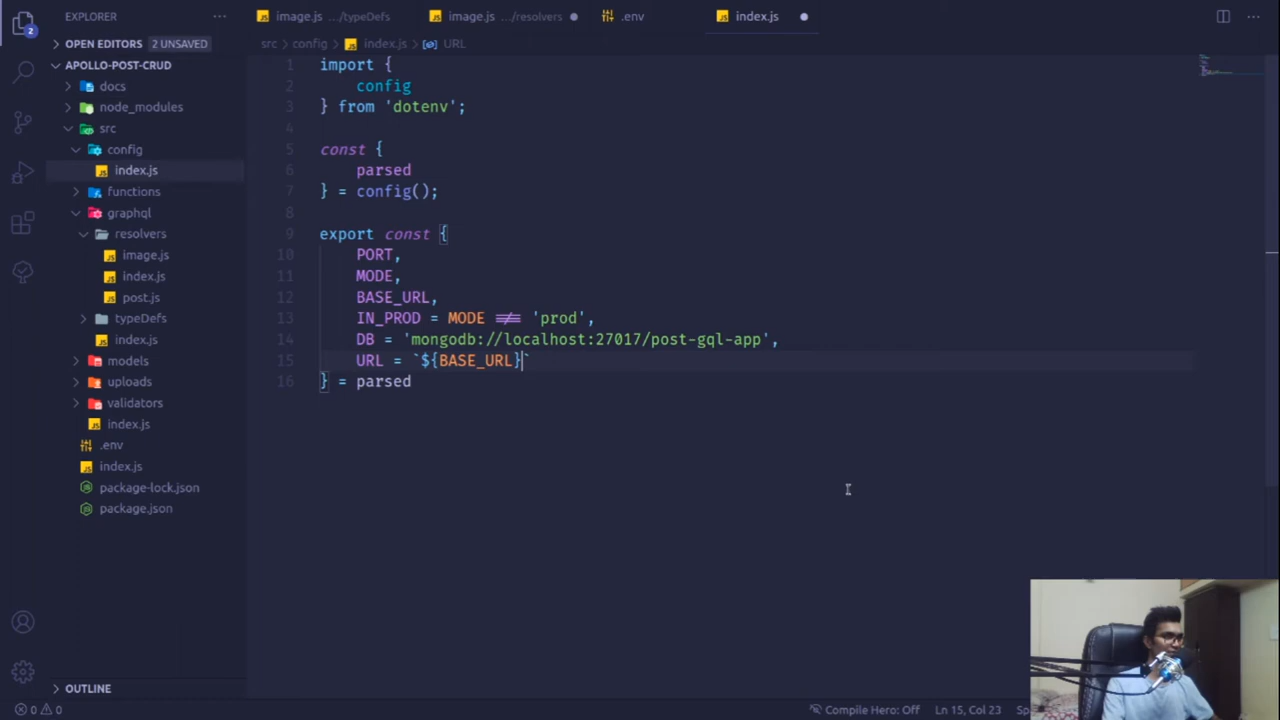 EXPLORER
2
OPEN EDITORS 2 UNSAVED
APOLLO-POST-CRUD
docs
node_modules
src
config
index.js
functions
graphql
resolvers
image.js
index.js
post.js
typeDefs
index.js
models
uploads
validators
index.js
.env
index.js
package-lock.json
package.json
OUTLINE
image.js .../typeDefs
image.js .../resolvers
.env
index.js
src > config > index.js > URL
1 import {
2 config
3 } from 'dotenv';
4
5 const {
6 parsed
7 } = config();
8
9 export const {
10 PORT,
11 MODE,
12 BASE_URL,
13 IN_PROD = MODE !== 'prod',
14 DB = 'mongodb://localhost:27017/post-gql-app',
15 URL = `${BASE_URL}`
16 } = parsed
0 0
Compile Hero: Off
Ln 15, Col 23